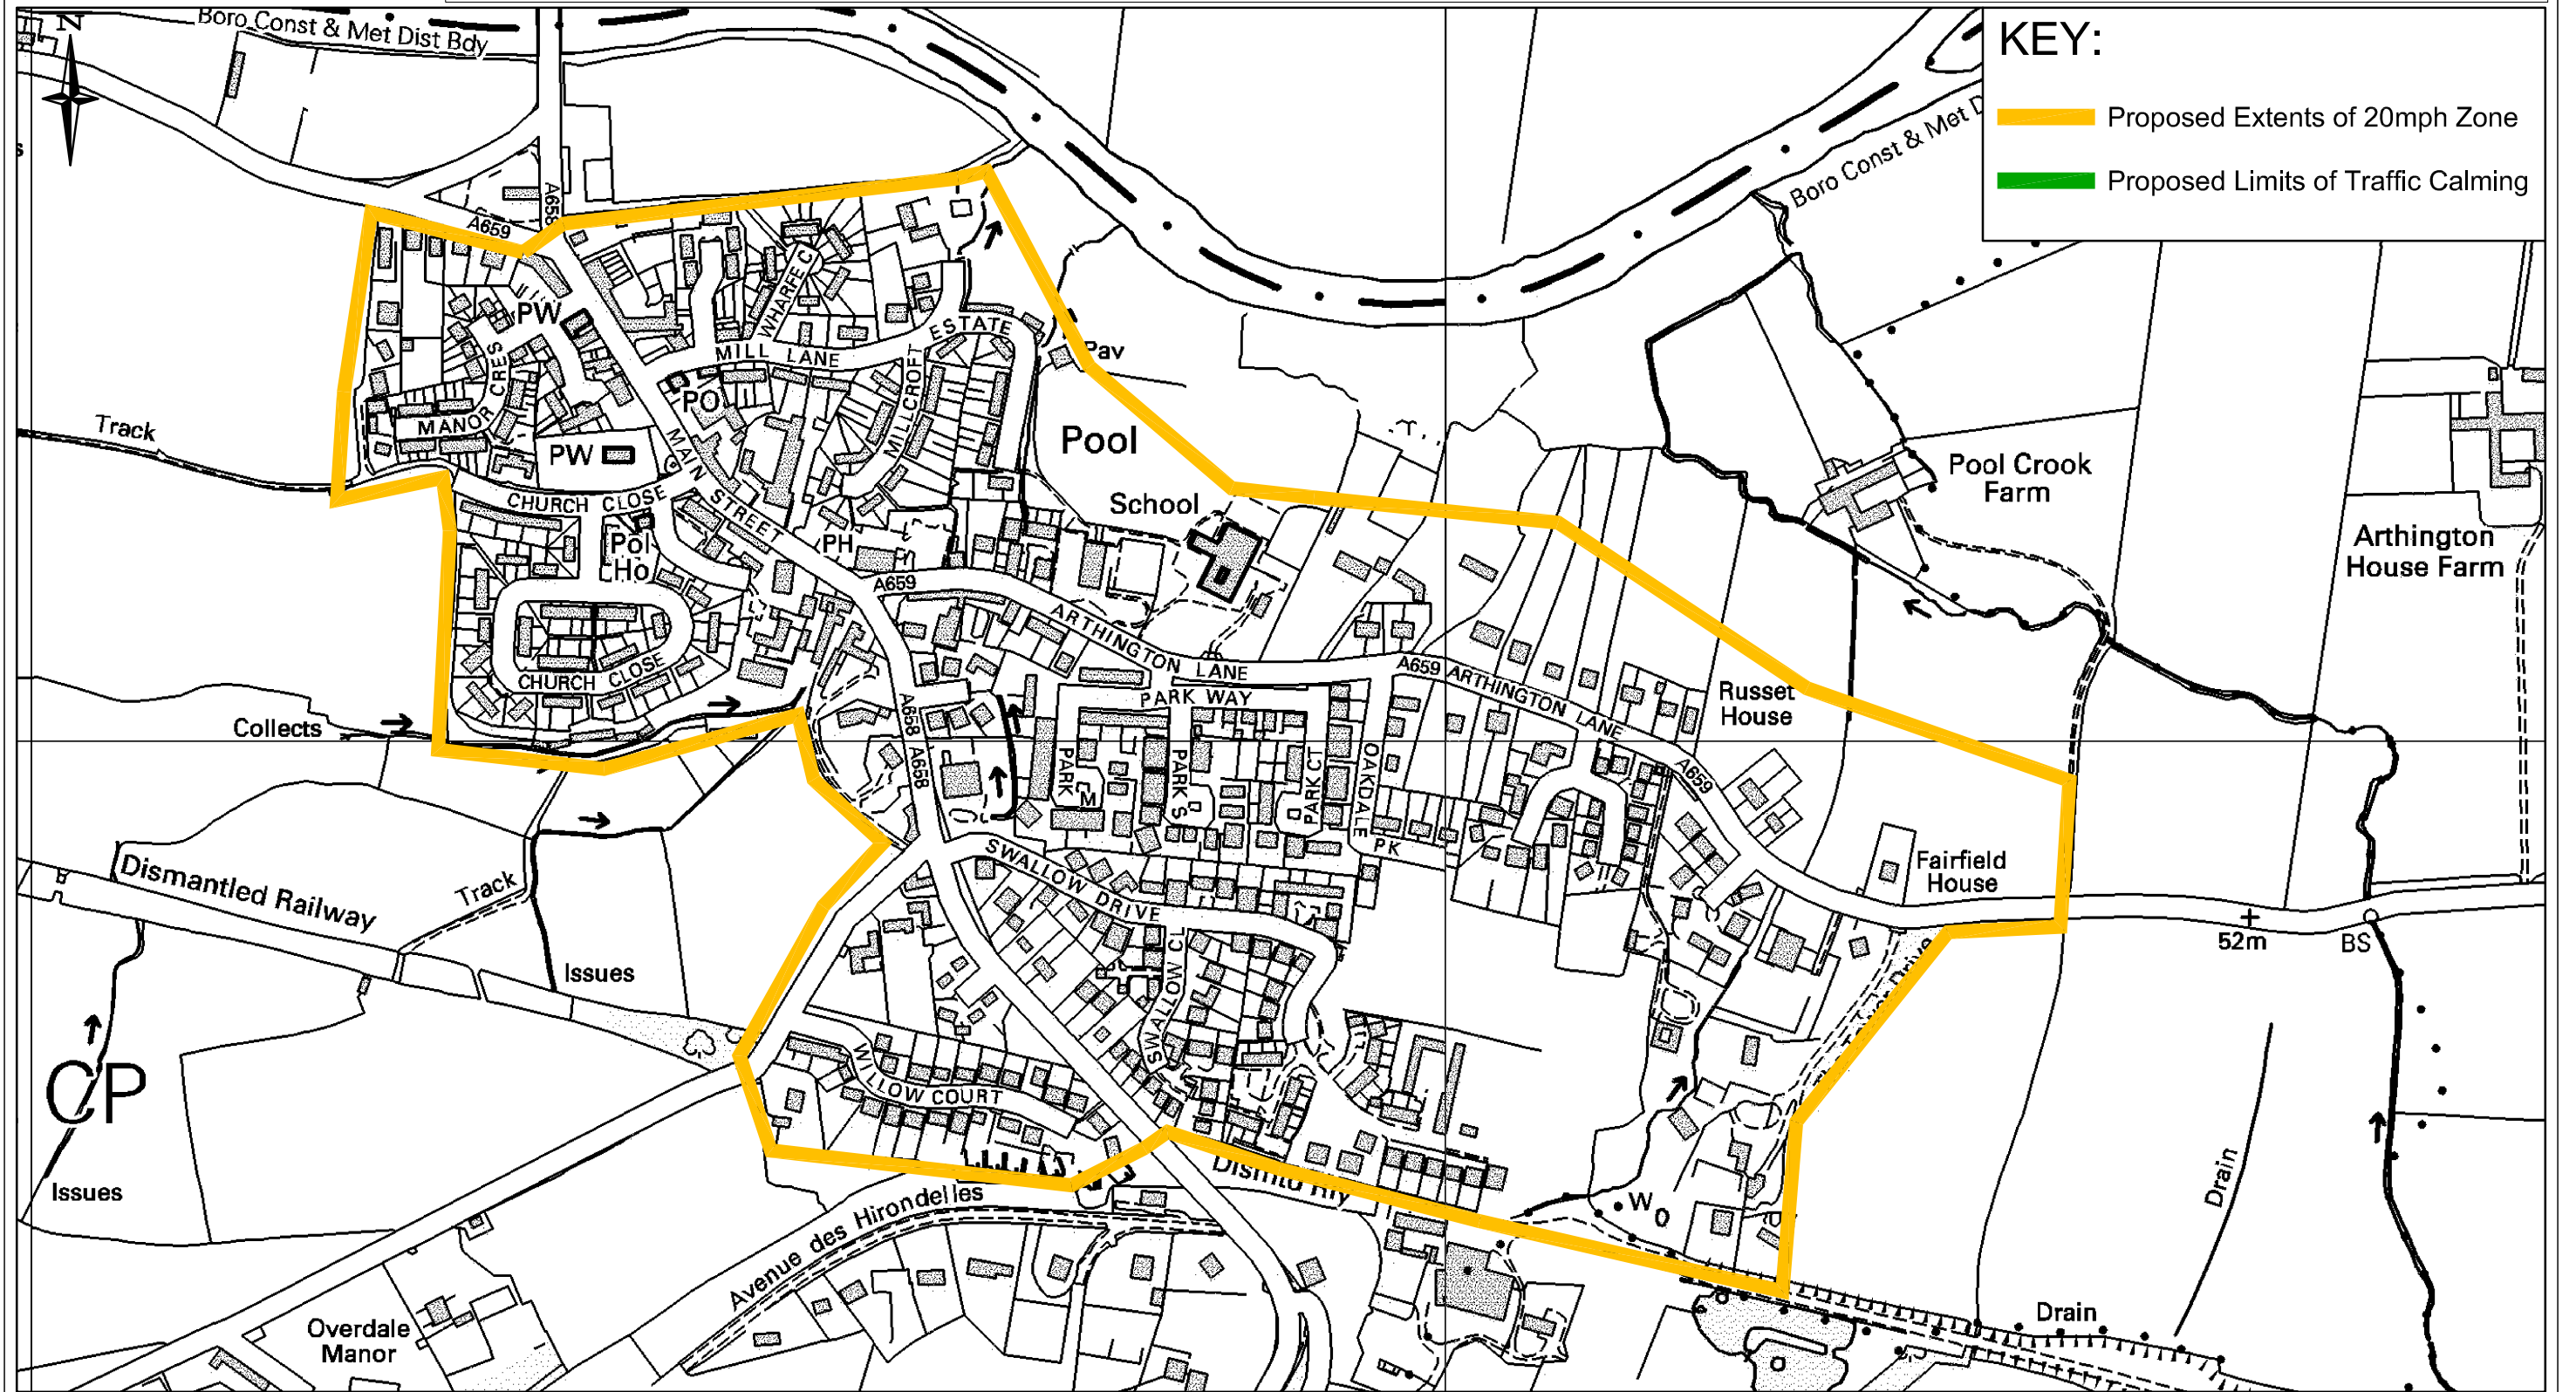 Boro Const & Met Dist Bdy
N
KEY:
Proposed Extents of 20mph Zone
Proposed Limits of Traffic Calming
Boro Const & Met D
s
A658
A659
WHARFE C
PW
ESTATE
MILL LANE
Pav
MANOR CRES
PO
MILLCROFT
Track
PW
MAIN STREET
Pool
Pool Crook
Farm
School
CHURCH CLOSE
Arthington
House Farm
Pol
Ho
PH
A659
ARTHINGTON LANE
A659 ARTHINGTON LANE
CHURCH CLOSE
PARK WAY
Russet
House
Collects
A658 A658
PARK
M
PARK S
PARK CT
OAKDALE PK
A659
SWALLOW DRIVE
Fairfield
House
Dismantled Railway
Track
52m
BS
Issues
SWALLOW CL
CP
WILLOW COURT
Issues
Dismtd Rly
Avenue des Hirondelles
W
Drain
Overdale
Manor
Drain